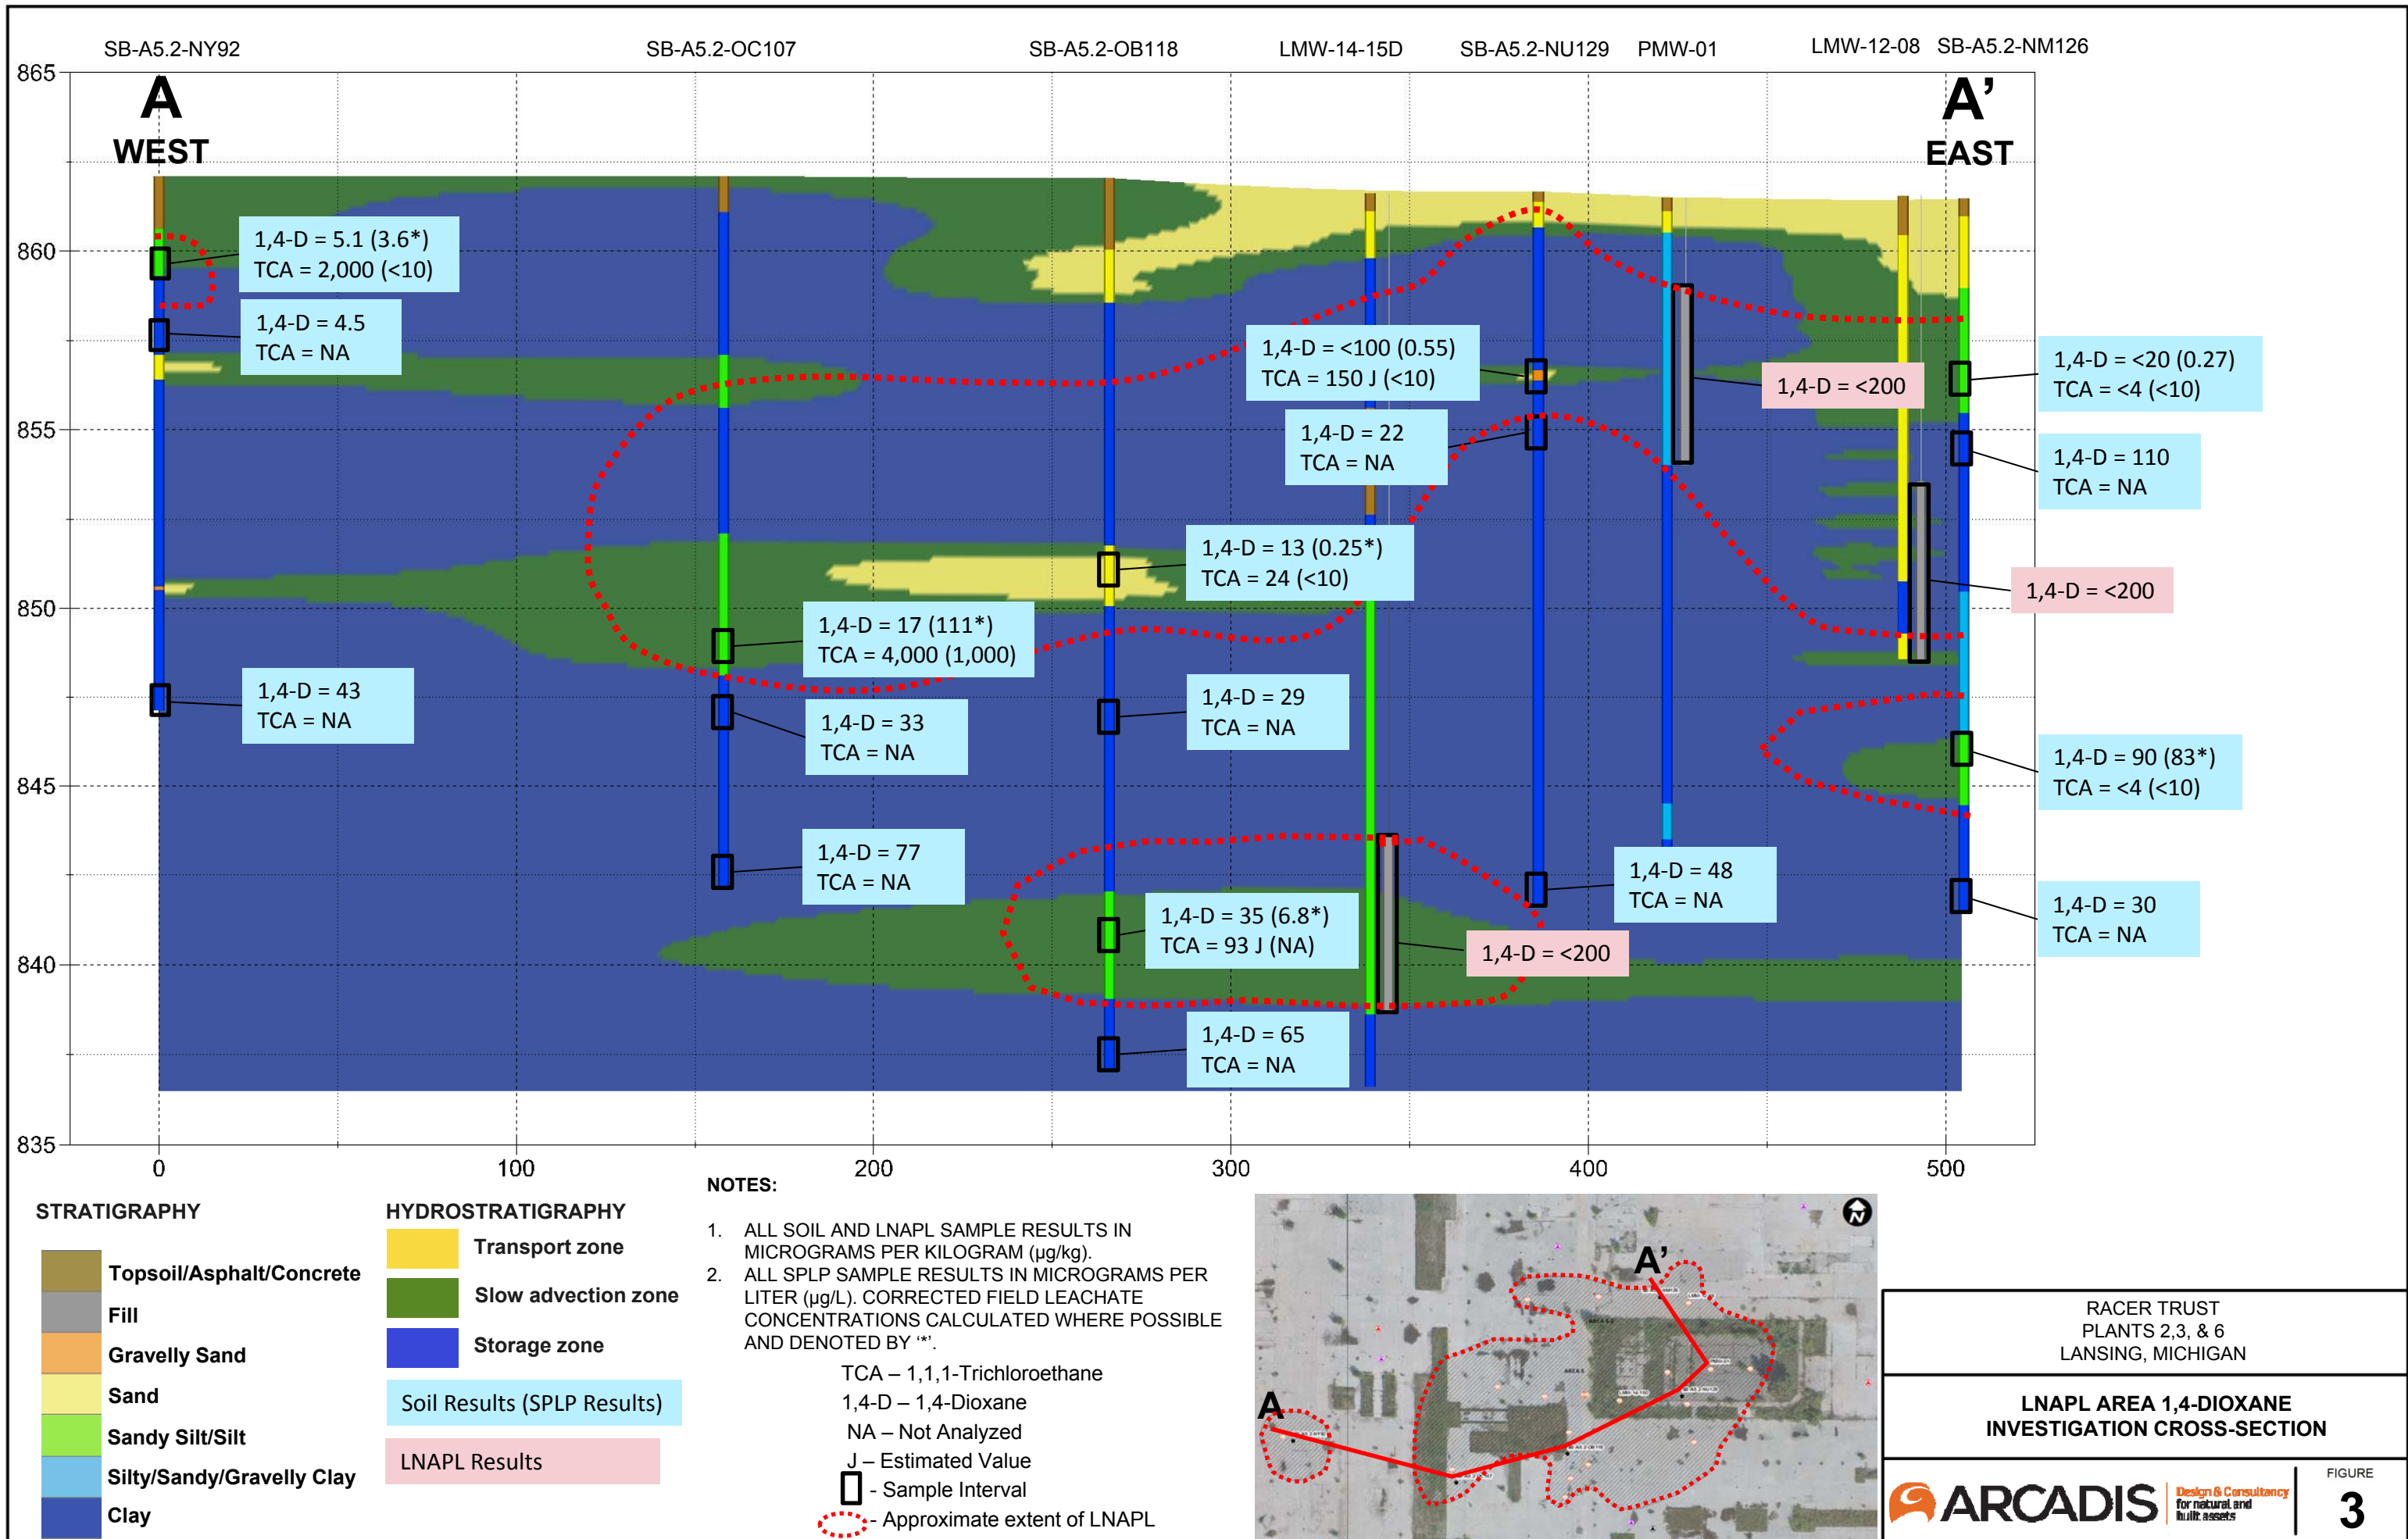 SB-A5.2-NY92
SB-A5.2-OC107
SB-A5.2-OB118
LMW-14-15D
SB-A5.2-NU129
PMW-01
LMW-12-08
SB-A5.2-NM126
865
860
855
850
845
840
835
A
WEST
A'
EAST
1,4-D = 5.1 (3.6*)
TCA = 2,000 (<10)
1,4-D = 4.5
TCA = NA
1,4-D = 43
TCA = NA
1,4-D = 17 (111*)
TCA = 4,000 (1,000)
1,4-D = 33
TCA = NA
1,4-D = 77
TCA = NA
1,4-D = 13 (0.25*)
TCA = 24 (<10)
1,4-D = 29
TCA = NA
1,4-D = 35 (6.8*)
TCA = 93 J (NA)
1,4-D = 65
TCA = NA
1,4-D = <100 (0.55)
TCA = 150 J (<10)
1,4-D = 22
TCA = NA
1,4-D = <200
1,4-D = 48
TCA = NA
1,4-D = <200
1,4-D = <20 (0.27)
TCA = <4 (<10)
1,4-D = 110
TCA = NA
1,4-D = <200
1,4-D = 90 (83*)
TCA = <4 (<10)
1,4-D = 30
TCA = NA
0
100
200
300
400
500
STRATIGRAPHY
Topsoil/Asphalt/Concrete
Fill
Gravelly Sand
Sand
Sandy Silt/Silt
Silty/Sandy/Gravelly Clay
Clay
HYDROSTRATIGRAPHY
Transport zone
Slow advection zone
Storage zone
Soil Results (SPLP Results)
LNAPL Results
NOTES:
1. ALL SOIL AND LNAPL SAMPLE RESULTS IN
MICROGRAMS PER KILOGRAM (µg/kg).
2. ALL SPLP SAMPLE RESULTS IN MICROGRAMS PER
LITER (µg/L). CORRECTED FIELD LEACHATE
CONCENTRATIONS CALCULATED WHERE POSSIBLE
AND DENOTED BY ‘*’.
TCA – 1,1,1-Trichloroethane
1,4-D – 1,4-Dioxane
NA – Not Analyzed
J – Estimated Value
- Sample Interval
- Approximate extent of LNAPL
N
A'
A
RACER TRUST
PLANTS 2,3, & 6
LANSING, MICHIGAN
LNAPL AREA 1,4-DIOXANE
INVESTIGATION CROSS-SECTION
ARCADIS
Design & Consultancy
for natural and
built assets
FIGURE
3